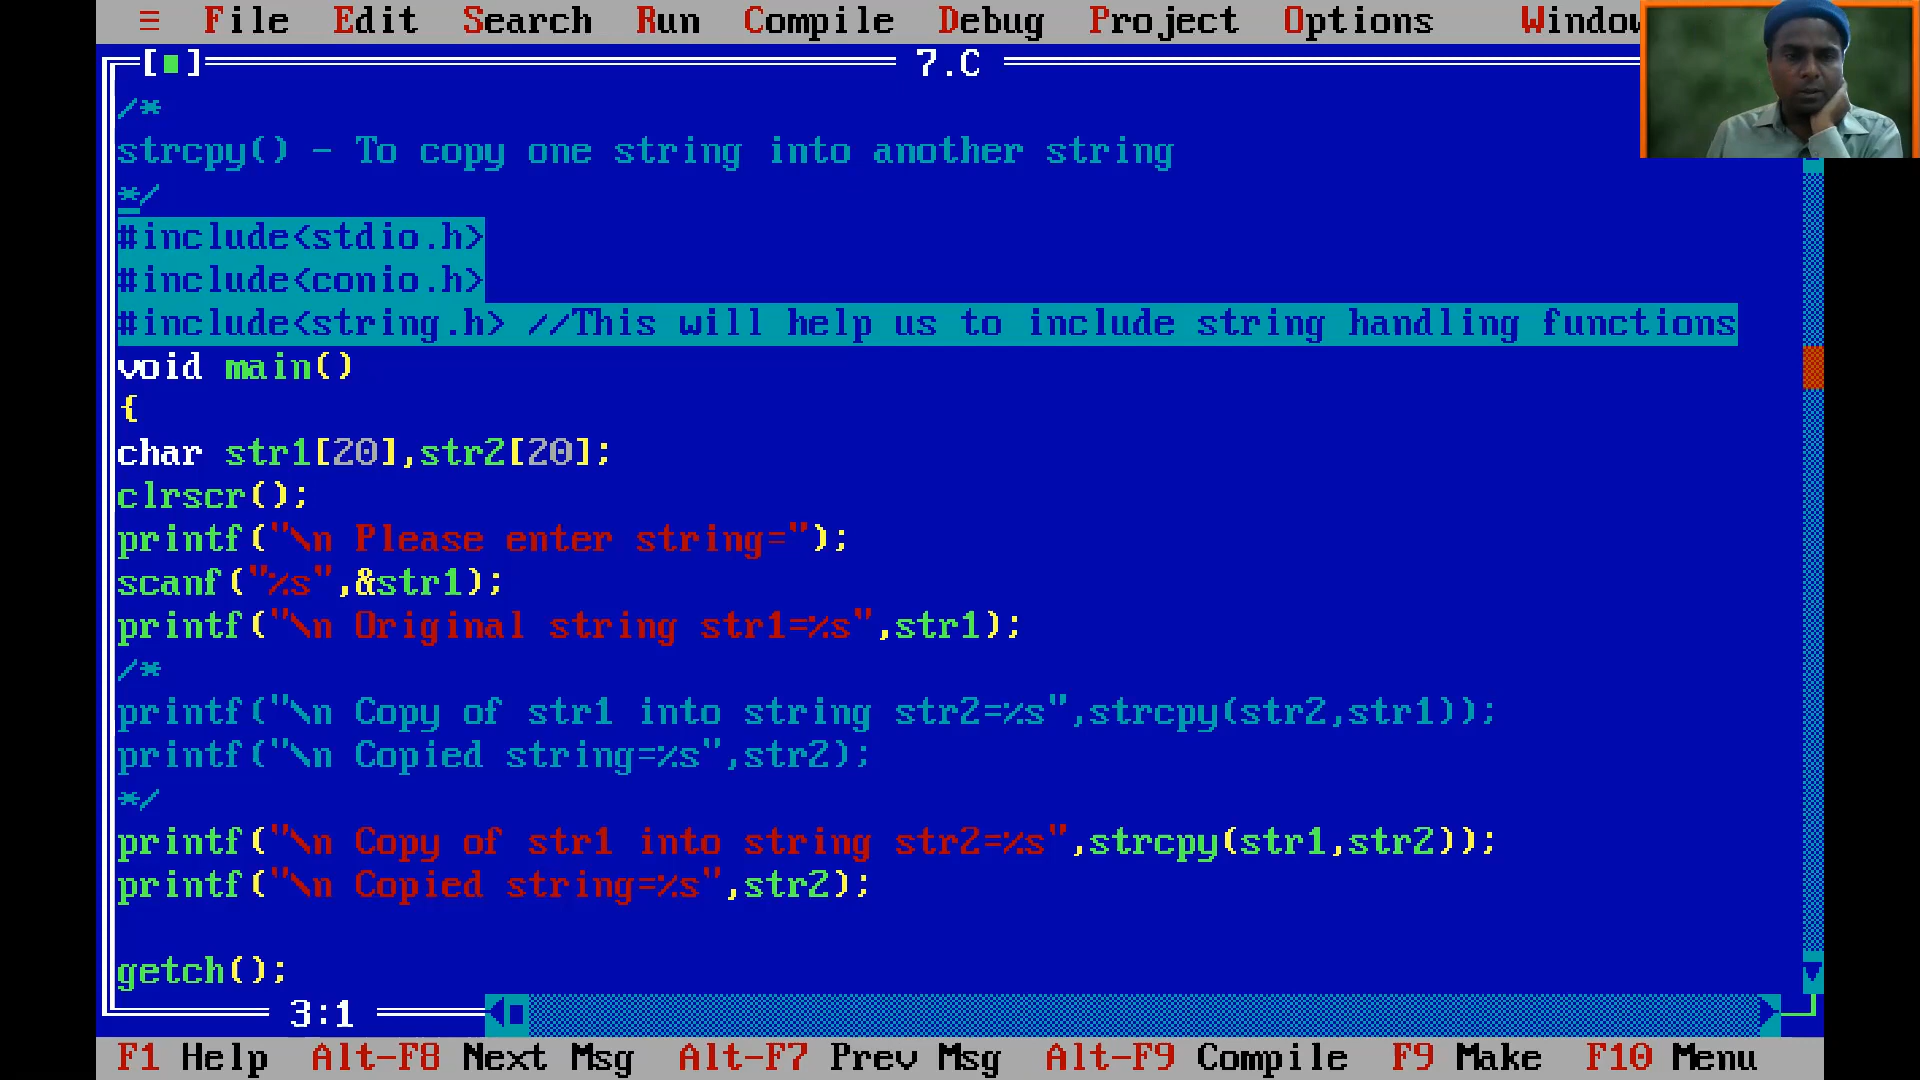 ≡ File Edit Search Run Compile Debug Project Options Window
[■] 7.C
/*
strcpy() - To copy one string into another string
*/
#include<stdio.h>
#include<conio.h>
#include<string.h> //This will help us to include string handling functions
void main()
{
char str1[20],str2[20];
clrscr();
printf("\n Please enter string=");
scanf("%s",&str1);
printf("\n Original string str1=%s",str1);
/*
printf("\n Copy of str1 into string str2=%s",strcpy(str2,str1));
printf("\n Copied string=%s",str2);
*/
printf("\n Copy of str1 into string str2=%s",strcpy(str1,str2));
printf("\n Copied string=%s",str2);
getch();
3:1
F1 Help Alt-F8 Next Msg Alt-F7 Prev Msg Alt-F9 Compile F9 Make F10 Menu